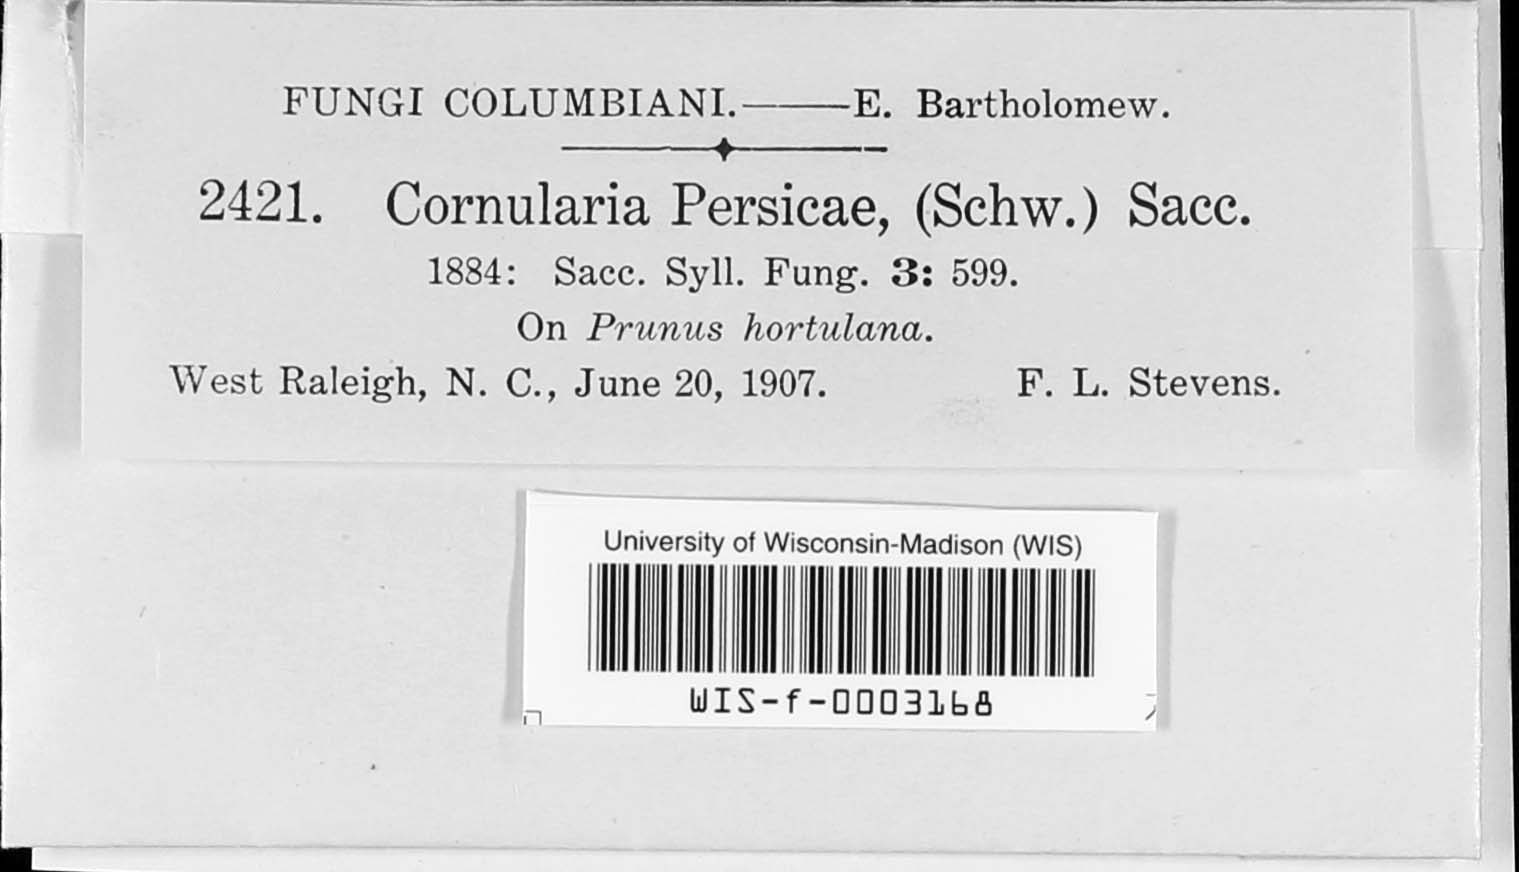 FUNGI COLUMBIANI.——E. Bartholomew.
2421. Cornularia Persicae, (Schw.) Sacc.
1884: Sacc. Syll. Fung. 3: 599.
On Prunus hortulana.
West Raleigh, N. C., June 20, 1907. F. L. Stevens.
University of Wisconsin-Madison (WIS)
WIS-f-0003168